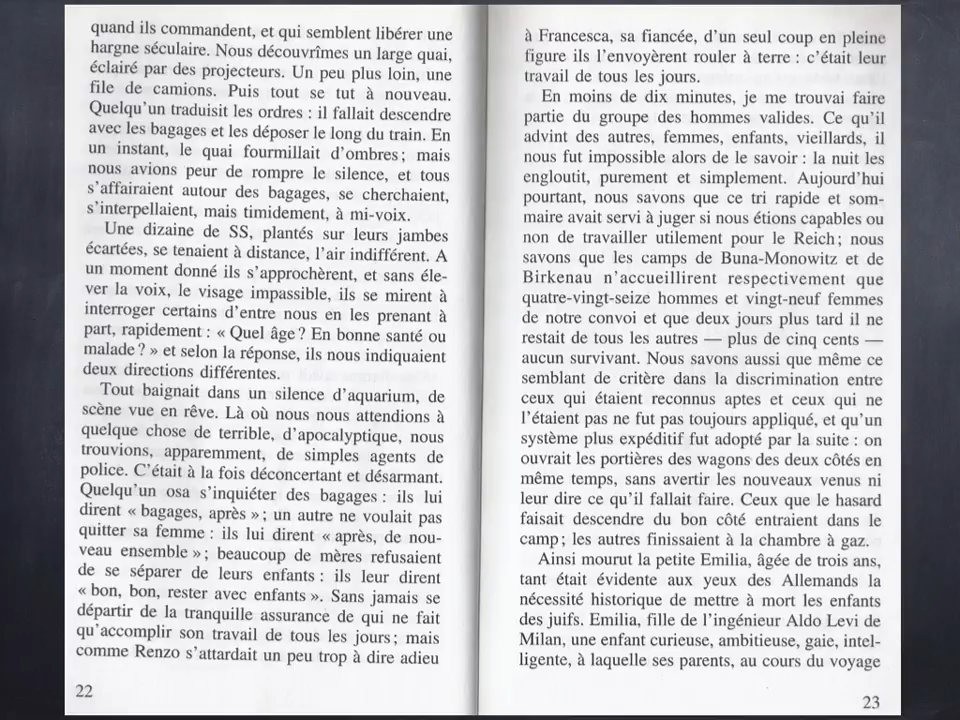 quand ils commandent, et qui semblent libérer une
hargne séculaire. Nous découvrîmes un large quai,
éclairé par des projecteurs. Un peu plus loin, une
file de camions. Puis tout se tut à nouveau.
Quelqu'un traduisit les ordres : il fallait descendre
avec les bagages et les déposer le long du train. En
un instant, le quai fourmillait d'ombres ; mais
nous avions peur de rompre le silence, et tous
s'affairaient autour des bagages, se cherchaient,
s'interpellaient, mais timidement, à mi-voix.
Une dizaine de SS, plantés sur leurs jambes
écartées, se tenaient à distance, l'air indifférent. A
un moment donné ils s'approchèrent, et sans éle-
ver la voix, le visage impassible, ils se mirent à
interroger certains d'entre nous en les prenant à
part, rapidement : « Quel âge ? En bonne santé ou
malade ? » et selon la réponse, ils nous indiquaient
deux directions différentes.
Tout baignait dans un silence d'aquarium, de
scène vue en rêve. Là où nous nous attendions à
quelque chose de terrible, d'apocalyptique, nous
trouvions, apparemment, de simples agents de
police. C'était à la fois déconcertant et désarmant.
Quelqu'un osa s'inquiéter des bagages : ils lui
dirent « bagages, après » ; un autre ne voulait pas
quitter sa femme : ils lui dirent « après, de nou-
veau ensemble » ; beaucoup de mères refusaient
de se séparer de leurs enfants : ils leur dirent
« bon, bon, rester avec enfants ». Sans jamais se
départir de la tranquille assurance de qui ne fait
qu'accomplir son travail de tous les jours ; mais
comme Renzo s'attardait un peu trop à dire adieu
22
à Francesca, sa fiancée, d'un seul coup en pleine
figure ils l'envoyèrent rouler à terre : c'était leur
travail de tous les jours.
En moins de dix minutes, je me trouvai faire
partie du groupe des hommes valides. Ce qu'il
advint des autres, femmes, enfants, vieillards, il
nous fut impossible alors de le savoir : la nuit les
engloutit, purement et simplement. Aujourd'hui
pourtant, nous savons que ce tri rapide et som-
maire avait servi à juger si nous étions capables ou
non de travailler utilement pour le Reich ; nous
savons que les camps de Buna-Monowitz et de
Birkenau n'accueillirent respectivement que
quatre-vingt-seize hommes et vingt-neuf femmes
de notre convoi et que deux jours plus tard il ne
restait de tous les autres — plus de cinq cents —
aucun survivant. Nous savons aussi que même ce
semblant de critère dans la discrimination entre
ceux qui étaient reconnus aptes et ceux qui ne
l'étaient pas ne fut pas toujours appliqué, et qu'un
système plus expéditif fut adopté par la suite : on
ouvrait les portières des wagons des deux côtés en
même temps, sans avertir les nouveaux venus ni
leur dire ce qu'il fallait faire. Ceux que le hasard
faisait descendre du bon côté entraient dans le
camp ; les autres finissaient à la chambre à gaz.
Ainsi mourut la petite Emilia, âgée de trois ans,
tant était évidente aux yeux des Allemands la
nécessité historique de mettre à mort les enfants
des juifs. Emilia, fille de l'ingénieur Aldo Levi de
Milan, une enfant curieuse, ambitieuse, gaie, intel-
ligente, à laquelle ses parents, au cours du voyage
23